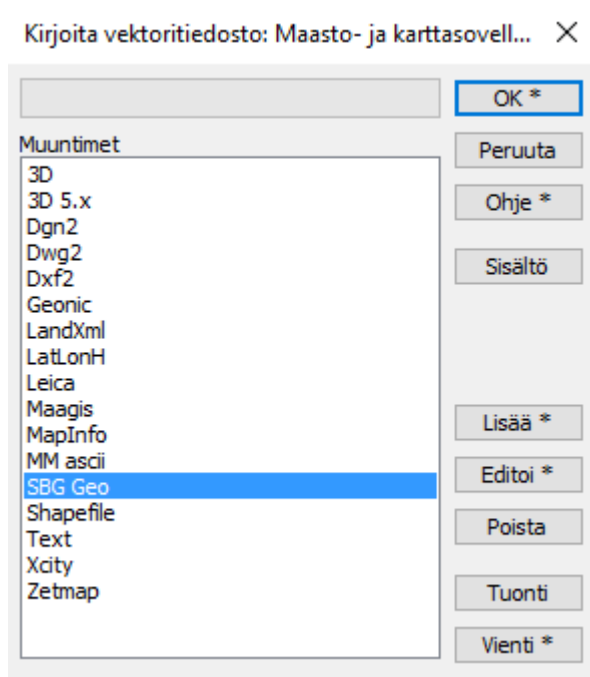 Kirjoita vektoritiedosto: Maasto- ja karttasovell...
OK *
Muuntimet
Peruuta
3D
3D 5.x
Ohje *
Dgn2
Dwg2
Sisältö
Dxf2
Geonic
LandXml
LatLonH
Leica
Maagis
Lisää *
MapInfo
MM ascii
Editoi *
SBG Geo
Shapefile
Poista
Text
Xcity
Zetmap
Tuonti
Vienti *